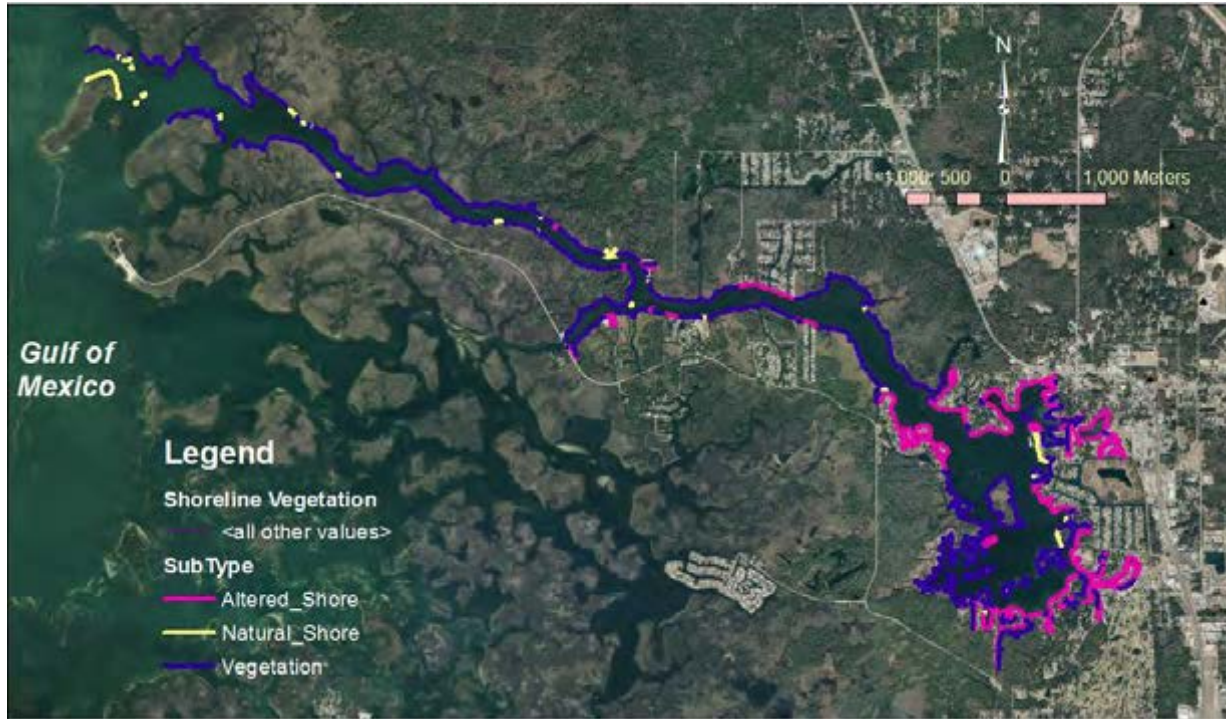 N
1,000 500 0 1,000 Meters
Gulf of
Mexico
Legend
Shoreline Vegetation
<all other values>
SubType
Altered_Shore
Natural_Shore
Vegetation